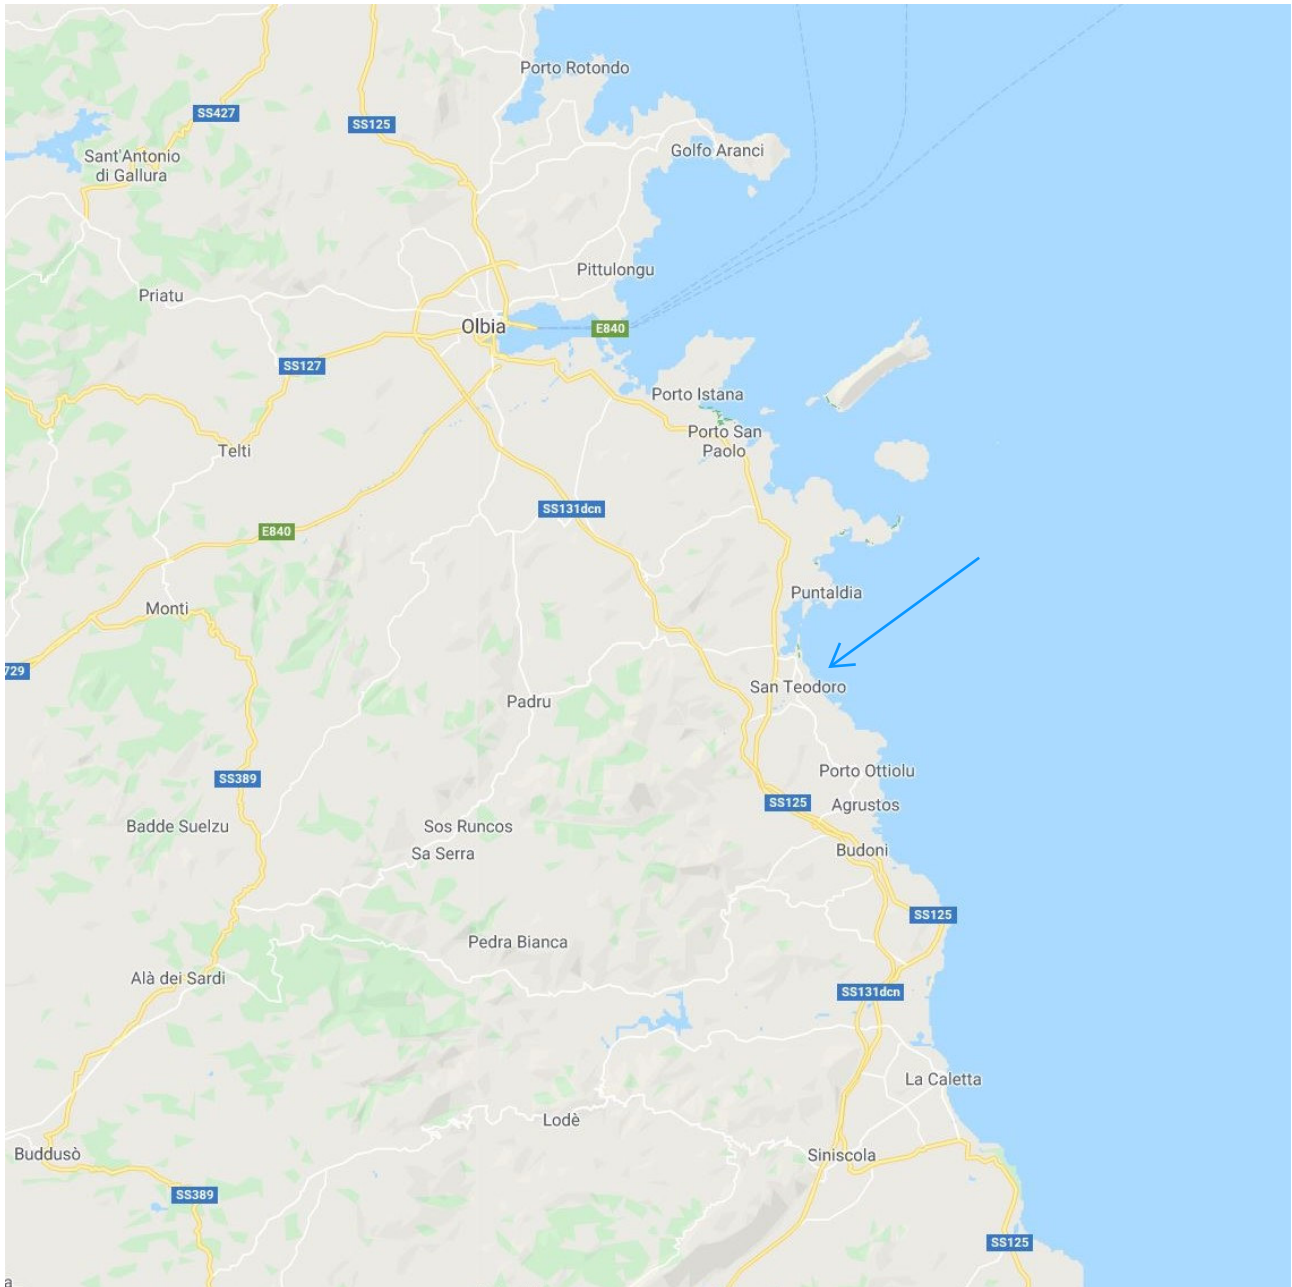 Porto Rotondo
SS427
SS125
Golfo Aranci
Sant'Antonio
di Gallura
Pittulongu
Priatu
Olbia
E840
SS127
Porto Istana
Porto San
Paolo
Telti
SS131dcn
E840
Puntaldia
Monti
729
San Teodoro
Padru
Porto Ottiolu
SS389
SS125
Agrustos
Badde Suelzu
Sos Runcos
Sa Serra
Budoni
SS125
Pedra Bianca
Alà dei Sardi
SS131dcn
La Caletta
Lodè
Buddusò
Siniscola
SS389
SS125
a